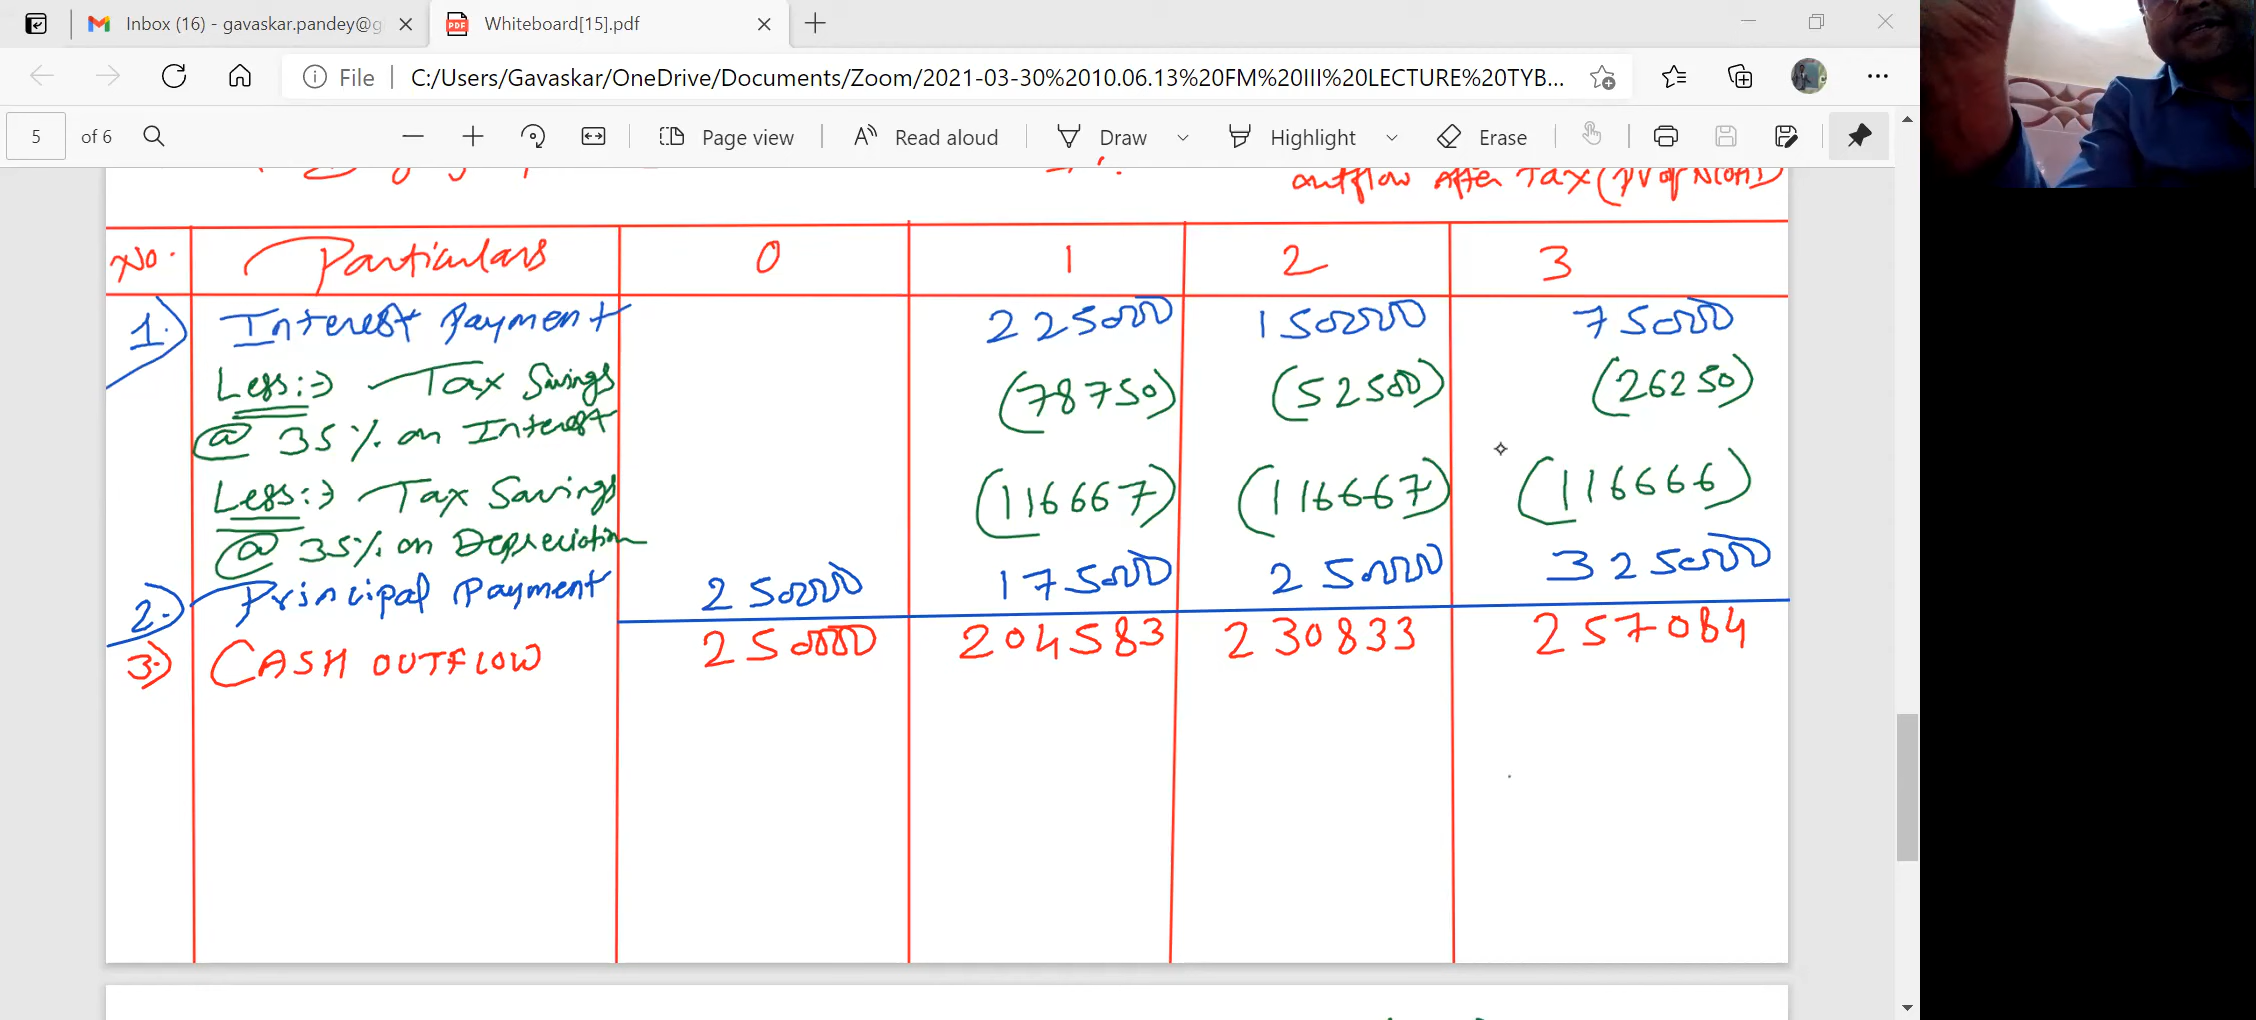 Inbox (16) - gavaskar.pandey@g
Whiteboard[15].pdf
File C:/Users/Gavaskar/OneDrive/Documents/Zoom/2021-03-30%2010.06.13%20FM%20III%20LECTURE%20TYB...
5 of 6 Page view Read aloud Draw Highlight Erase
outflow After Tax (PV of NCOAT)
No. Particulars 0 1 2 3
1.) Interest Payment 225000 150000 75000
Less:→ Tax Savings (78750) (52500) (26250)
@ 35% on Interest
Less:→ Tax Savings (116667) (116667) (116666)
@ 35% on Depreciation
2.) Principal Payment 250000 175000 250000 325000
3.) CASH OUTFLOW 250000 204583 230833 257084